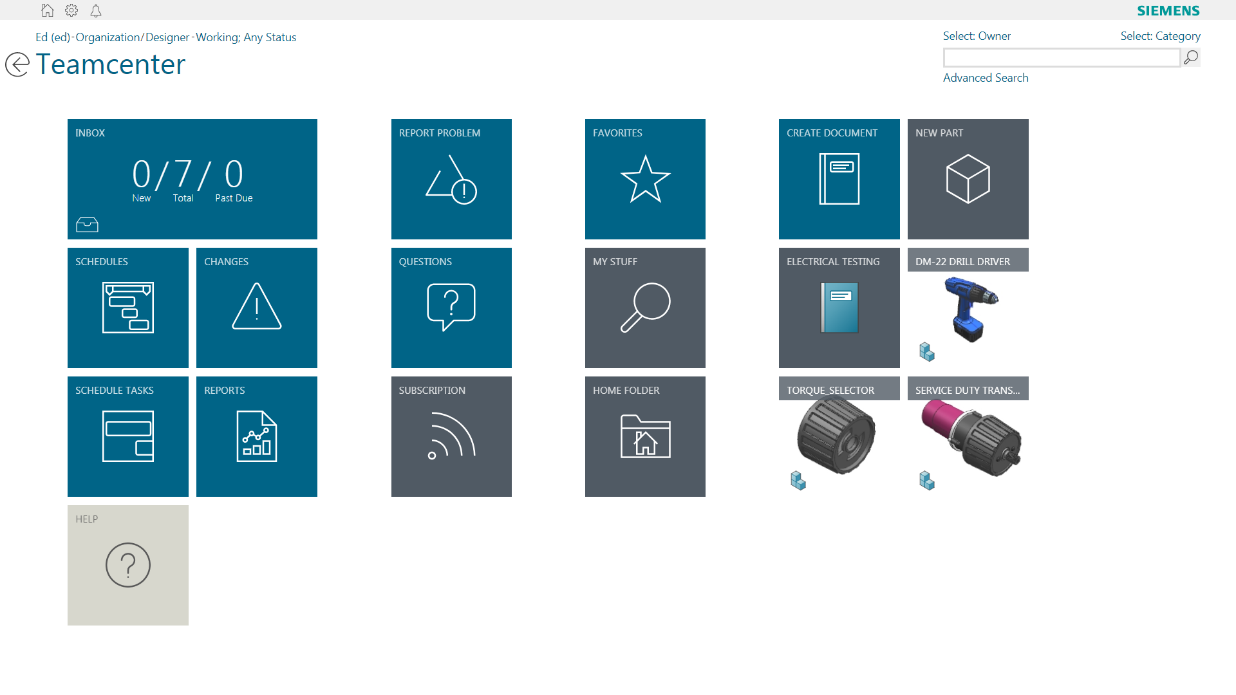 SIEMENS
Ed (ed)·Organization/Designer·Working; Any Status
Select: Owner
Select: Category
Teamcenter
Advanced Search
INBOX
0/7/0
New Total Past Due
REPORT PROBLEM
FAVORITES
CREATE DOCUMENT
NEW PART
SCHEDULES
CHANGES
QUESTIONS
MY STUFF
ELECTRICAL TESTING
DM-22 DRILL DRIVER
SCHEDULE TASKS
REPORTS
SUBSCRIPTION
HOME FOLDER
TORQUE_SELECTOR
SERVICE DUTY TRANS...
HELP